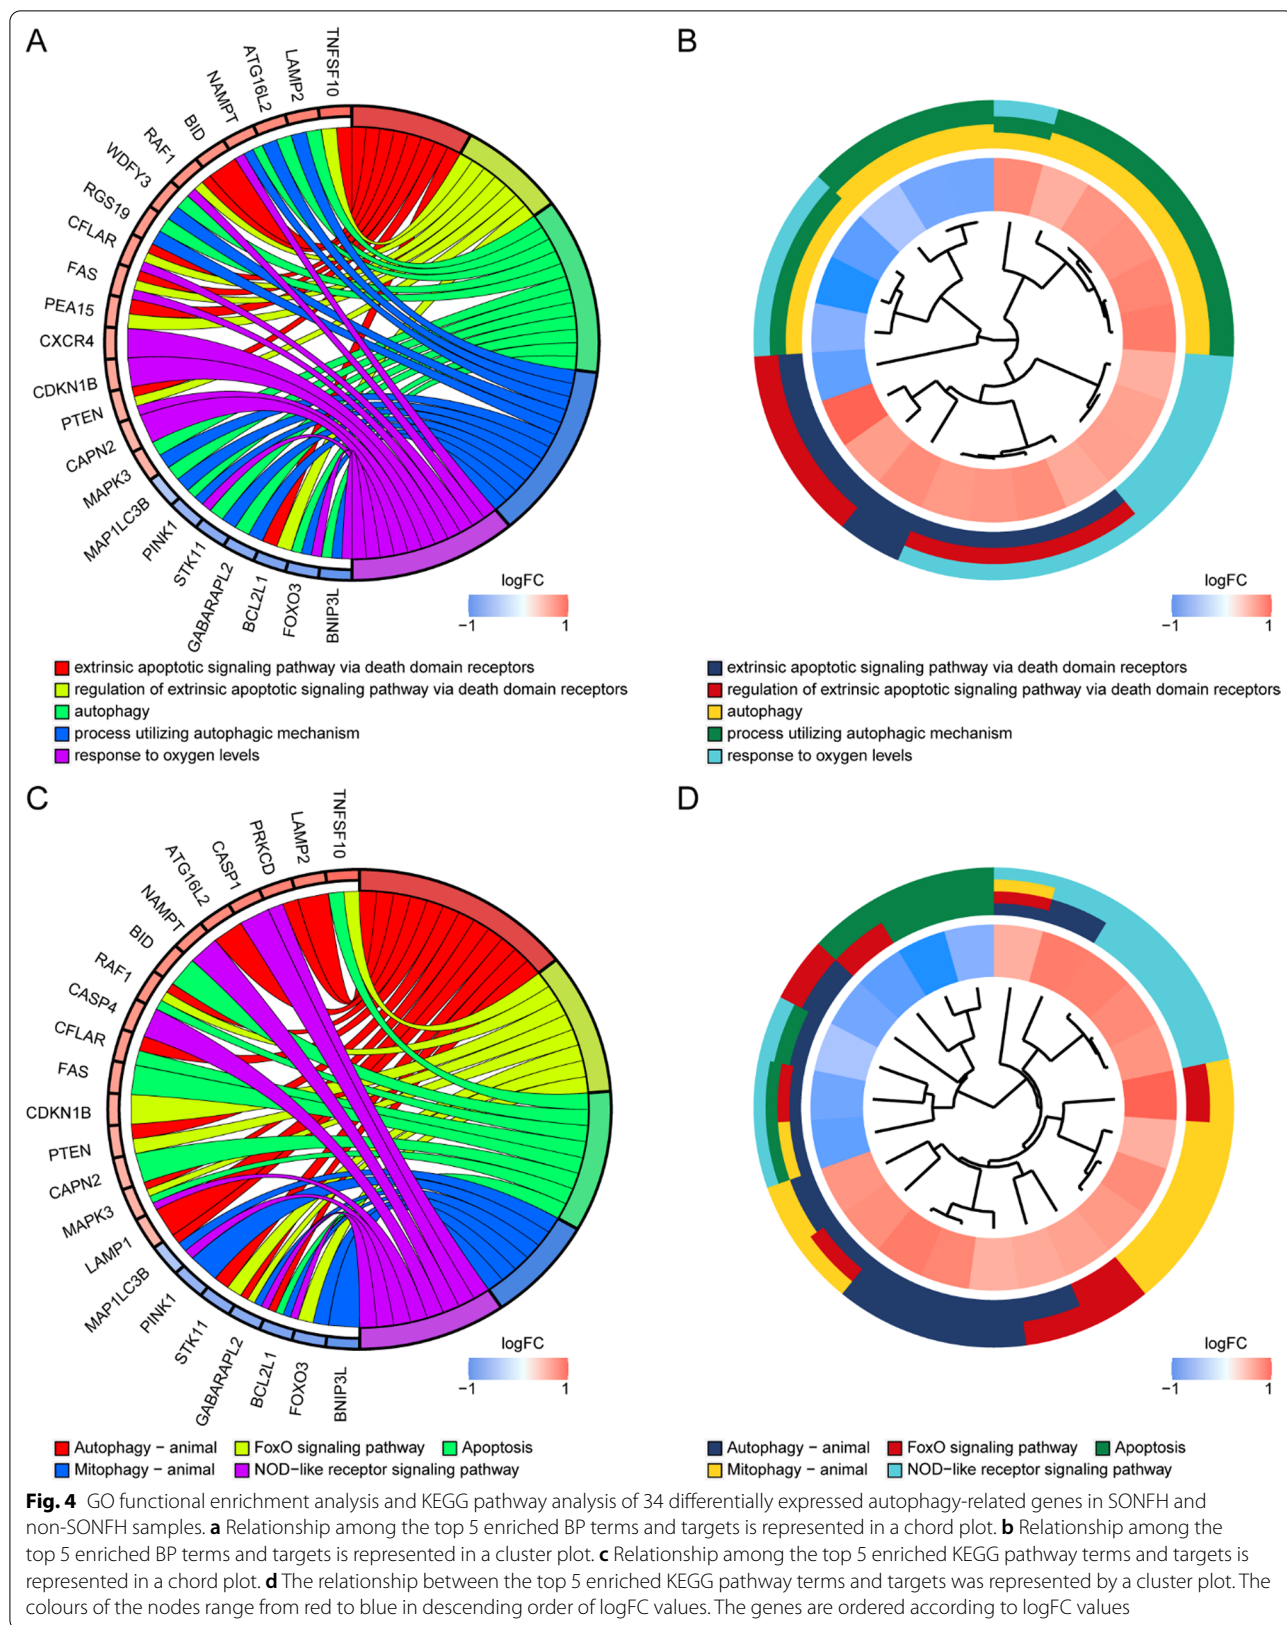 A
TNFSF10
LAMP2
ATG16L2
NAMPT
BID
RAF1
WDFY3
RGS19
CFLAR
FAS
PEA15
CXCR4
CDKN1B
PTEN
CAPN2
MAPK3
MAP1LC3B
PINK1
STK11
GABARAPL2
BCL2L1
FOXO3
BNIP3L
logFC
−1 1
extrinsic apoptotic signaling pathway via death domain receptors
regulation of extrinsic apoptotic signaling pathway via death domain receptors
autophagy
process utilizing autophagic mechanism
response to oxygen levels
B
logFC
−1 1
extrinsic apoptotic signaling pathway via death domain receptors
regulation of extrinsic apoptotic signaling pathway via death domain receptors
autophagy
process utilizing autophagic mechanism
response to oxygen levels
C
TNFSF10
LAMP2
PRKCD
CASP1
ATG16L2
NAMPT
BID
RAF1
CASP4
CFLAR
FAS
CDKN1B
PTEN
CAPN2
MAPK3
LAMP1
MAP1LC3B
PINK1
STK11
GABARAPL2
BCL2L1
FOXO3
BNIP3L
logFC
−1 1
Autophagy − animal FoxO signaling pathway Apoptosis
Mitophagy − animal NOD−like receptor signaling pathway
D
logFC
−1 1
Autophagy − animal FoxO signaling pathway Apoptosis
Mitophagy − animal NOD−like receptor signaling pathway
Fig. 4 GO functional enrichment analysis and KEGG pathway analysis of 34 differentially expressed autophagy-related genes in SONFH and
non-SONFH samples. a Relationship among the top 5 enriched BP terms and targets is represented in a chord plot. b Relationship among the
top 5 enriched BP terms and targets is represented in a cluster plot. c Relationship among the top 5 enriched KEGG pathway terms and targets is
represented in a chord plot. d The relationship between the top 5 enriched KEGG pathway terms and targets was represented by a cluster plot. The
colours of the nodes range from red to blue in descending order of logFC values. The genes are ordered according to logFC values